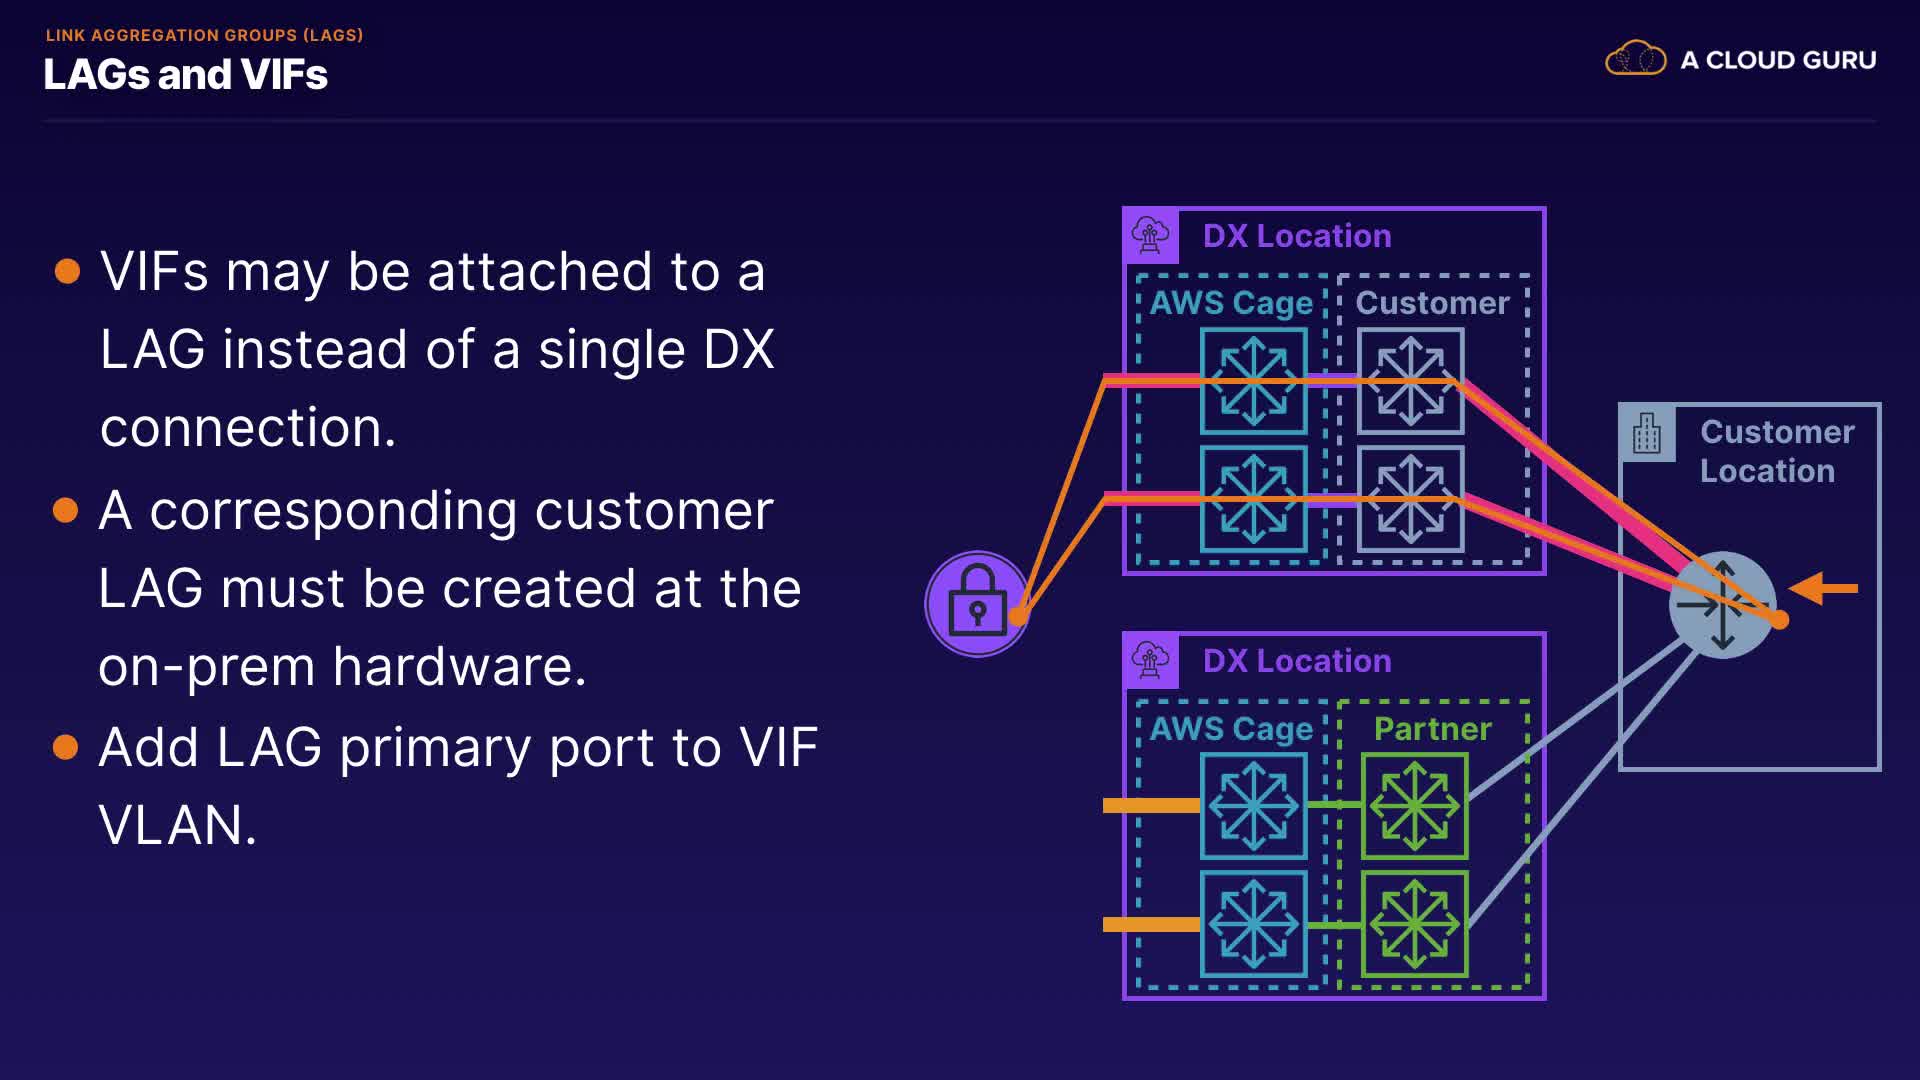 LINK AGGREGATION GROUPS (LAGS)
LAGs and VIFs
A CLOUD GURU
VIFs may be attached to a
LAG instead of a single DX
connection.
A corresponding customer
LAG must be created at the
on-prem hardware.
Add LAG primary port to VIF
VLAN.
DX Location
AWS Cage
Customer
Customer
Location
DX Location
AWS Cage
Partner